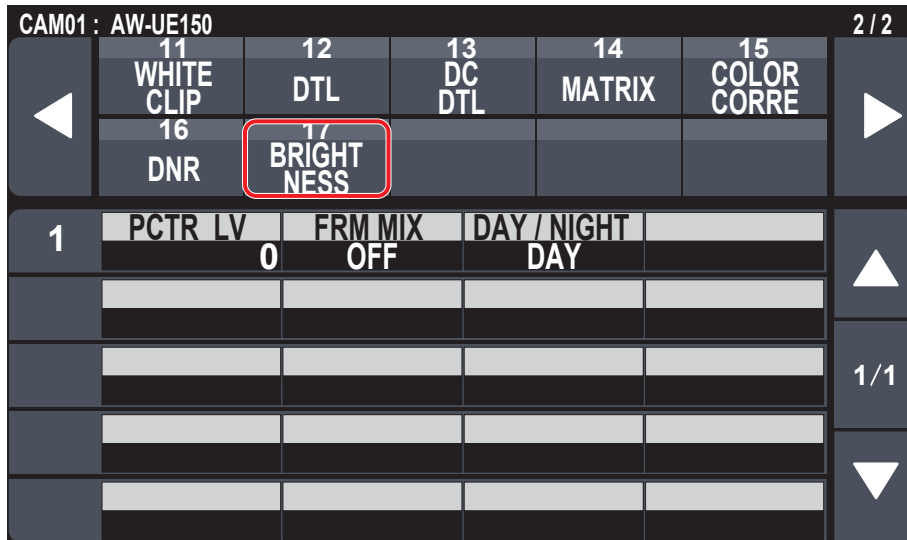 CAM01 : AW-UE150 2 / 2
11 12 13 14 15
WHITE CLIP DTL DC DTL MATRIX COLOR CORRE
16 17
DNR BRIGHT NESS
1 PCTR LV FRM MIX DAY / NIGHT
0 OFF DAY
1/1